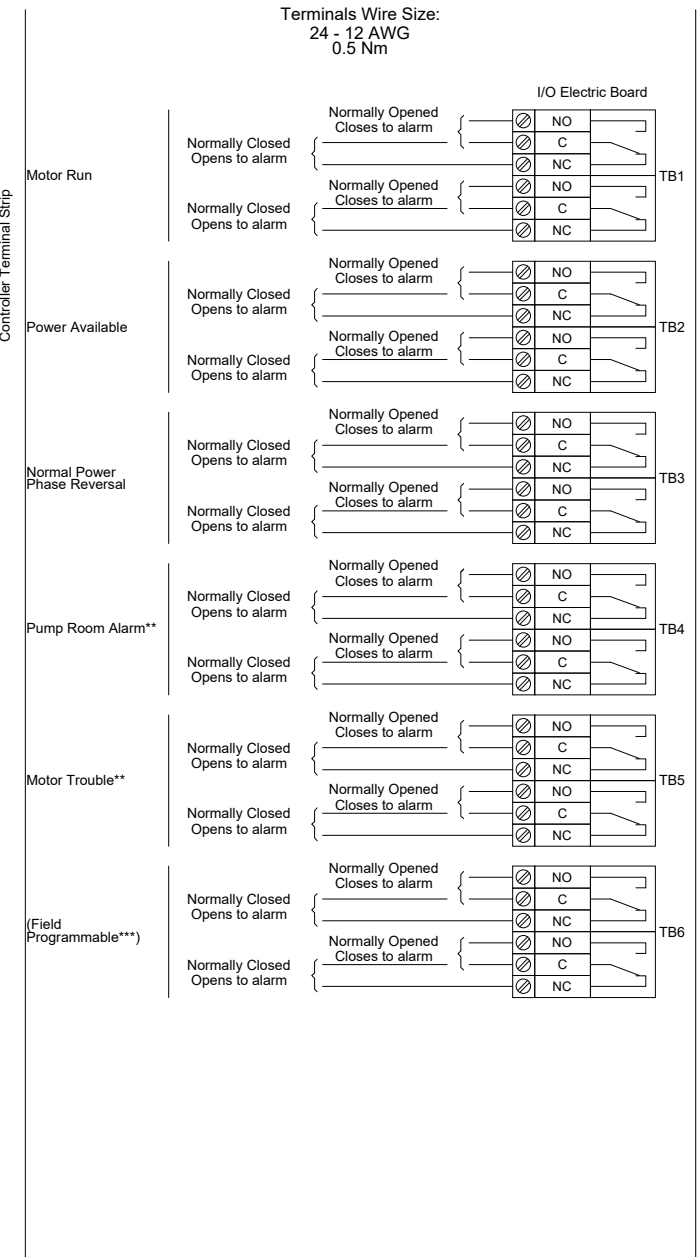 Terminals Wire Size:
24 - 12 AWG
0.5 Nm
I/O Electric Board
Controller Terminal Strip
Motor Run
Normally Opened
Closes to alarm
Normally Closed
Opens to alarm
Normally Opened
Closes to alarm
Normally Closed
Opens to alarm
NO
C
NC
NO
C
NC
TB1
Power Available
Normally Opened
Closes to alarm
Normally Closed
Opens to alarm
Normally Opened
Closes to alarm
Normally Closed
Opens to alarm
NO
C
NC
NO
C
NC
TB2
Normal Power
Phase Reversal
Normally Opened
Closes to alarm
Normally Closed
Opens to alarm
Normally Opened
Closes to alarm
Normally Closed
Opens to alarm
NO
C
NC
NO
C
NC
TB3
Pump Room Alarm**
Normally Opened
Closes to alarm
Normally Closed
Opens to alarm
Normally Opened
Closes to alarm
Normally Closed
Opens to alarm
NO
C
NC
NO
C
NC
TB4
Motor Trouble**
Normally Opened
Closes to alarm
Normally Closed
Opens to alarm
Normally Opened
Closes to alarm
Normally Closed
Opens to alarm
NO
C
NC
NO
C
NC
TB5
(Field
Programmable***)
Normally Opened
Closes to alarm
Normally Closed
Opens to alarm
Normally Opened
Closes to alarm
Normally Closed
Opens to alarm
NO
C
NC
NO
C
NC
TB6